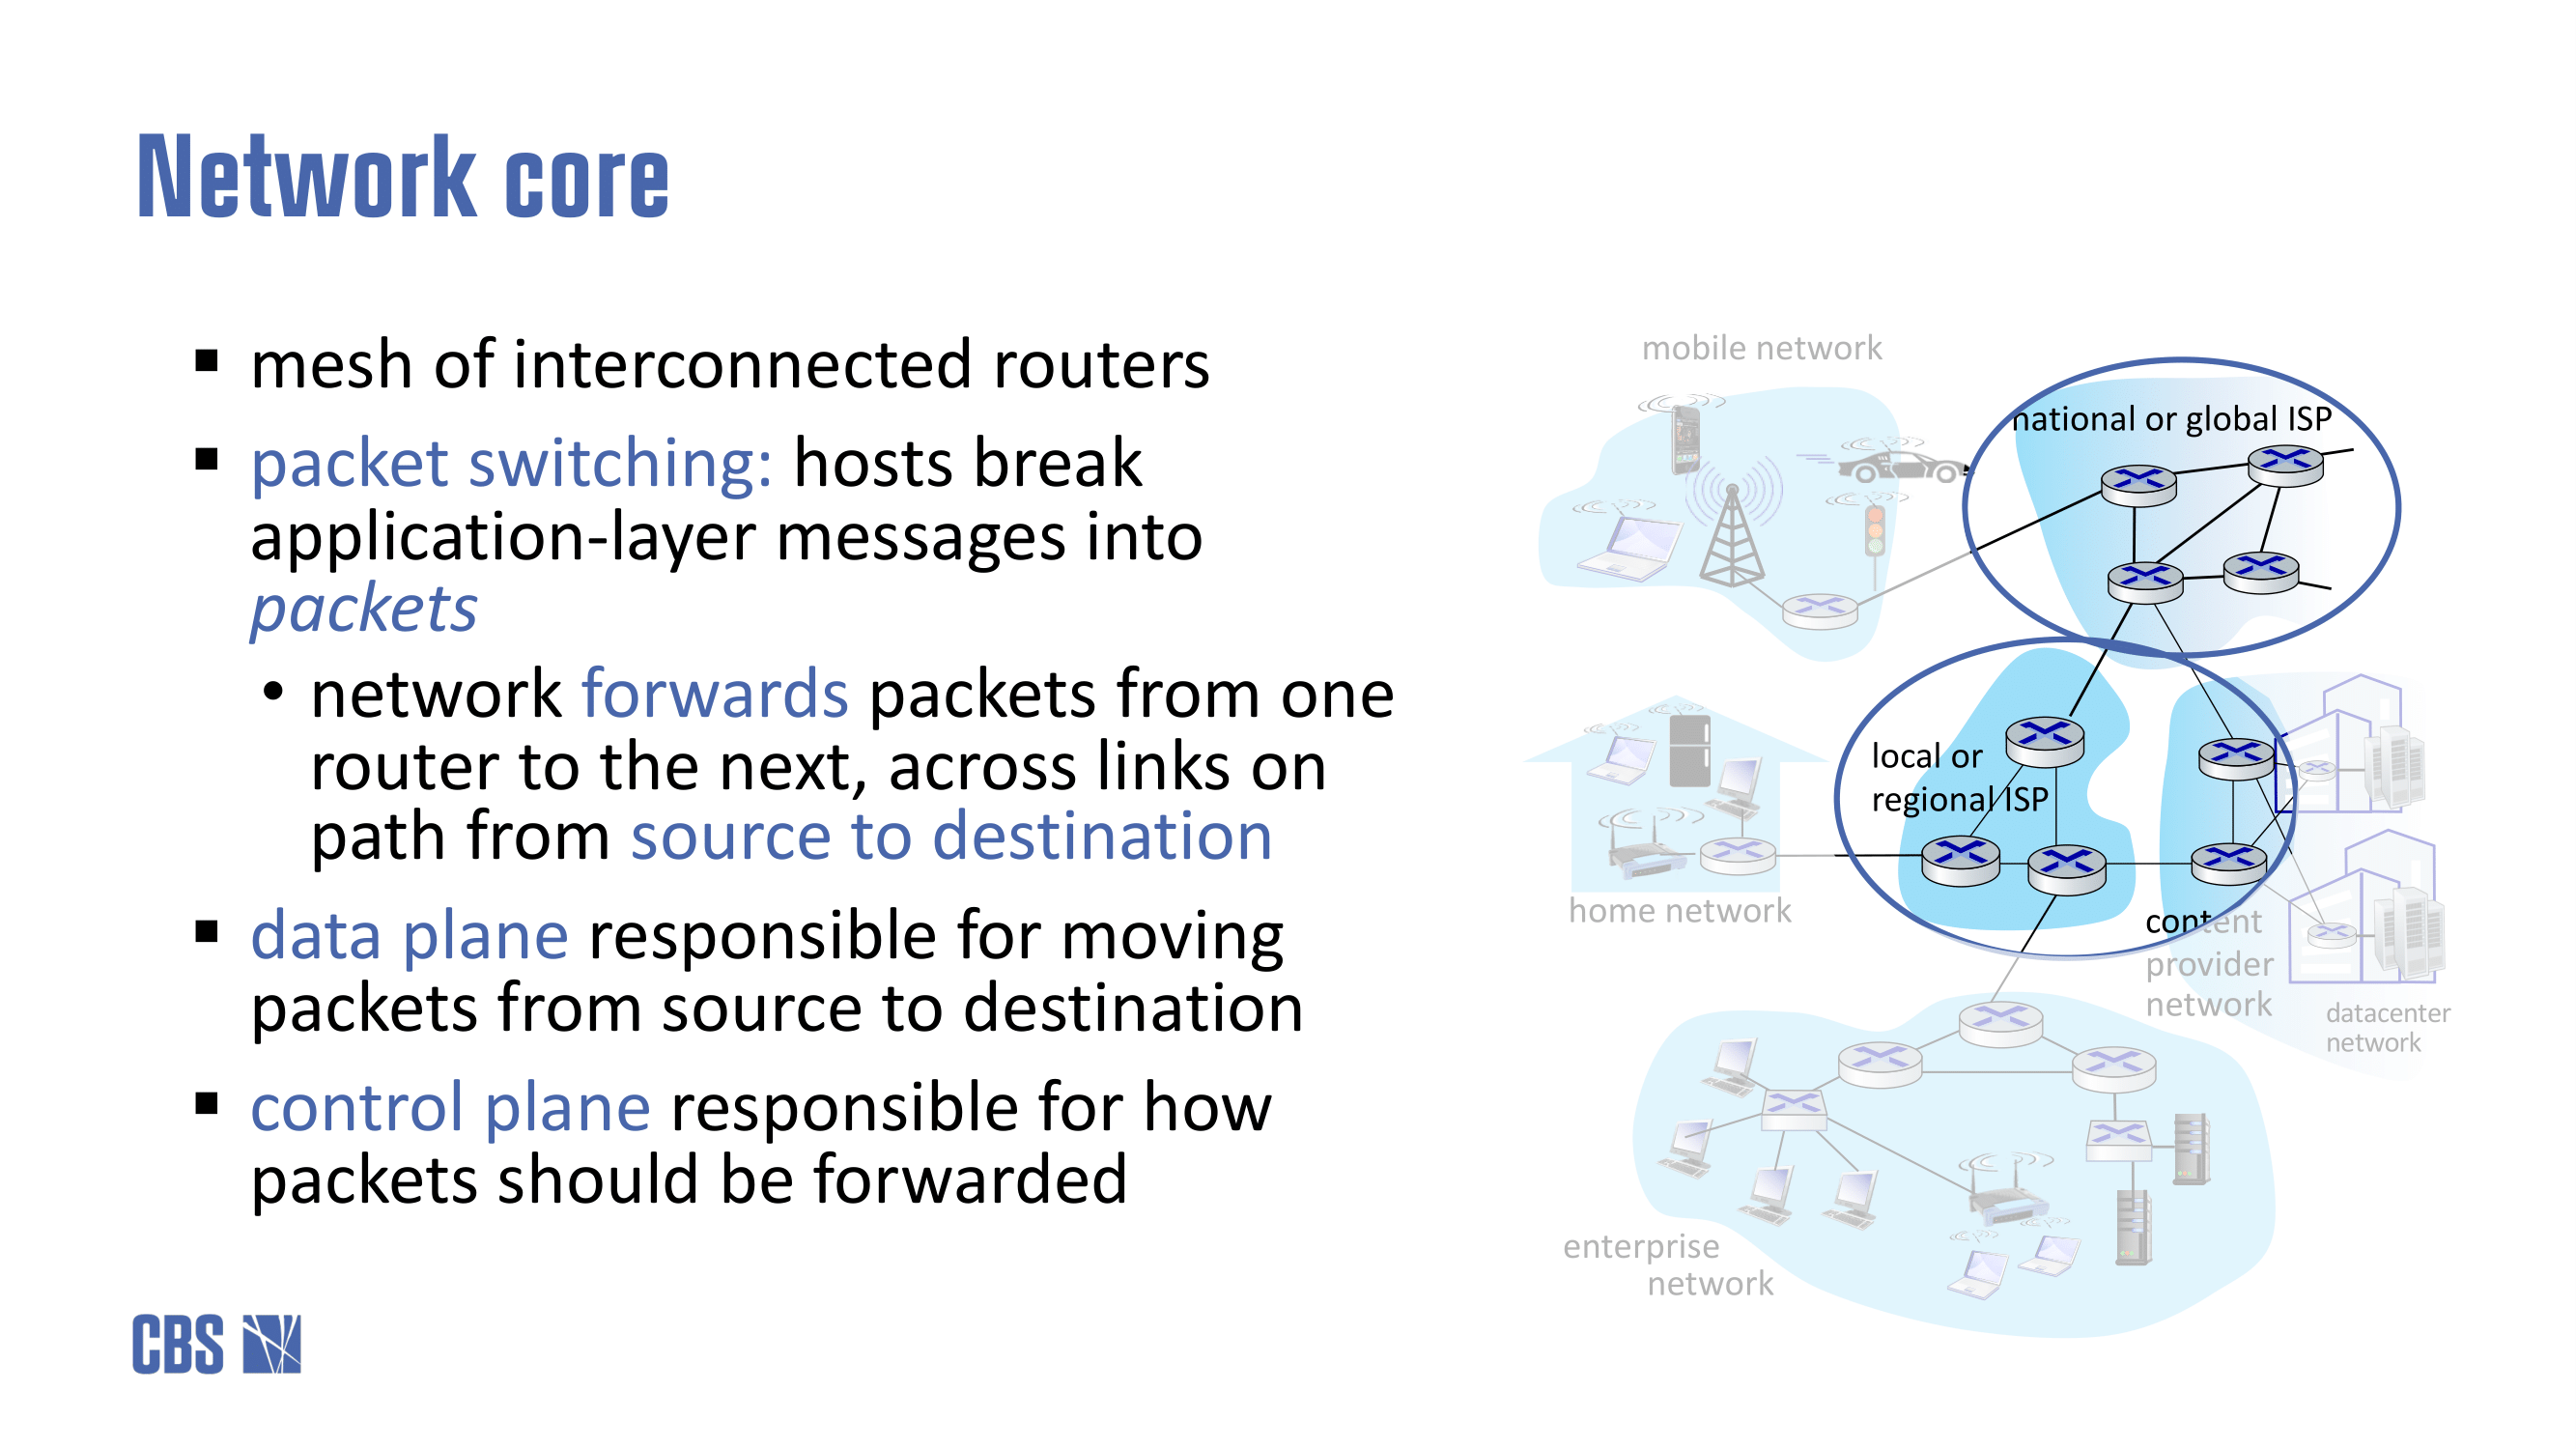 Network core
▪ mesh of interconnected routers
▪ packet switching: hosts break
application-layer messages into
packets
• network forwards packets from one
router to the next, across links on
path from source to destination
▪ data plane responsible for moving
packets from source to destination
▪ control plane responsible for how
packets should be forwarded
mobile network
national or global ISP
local or
regional ISP
home network
content
provider
network
datacenter
network
enterprise
network
CBS